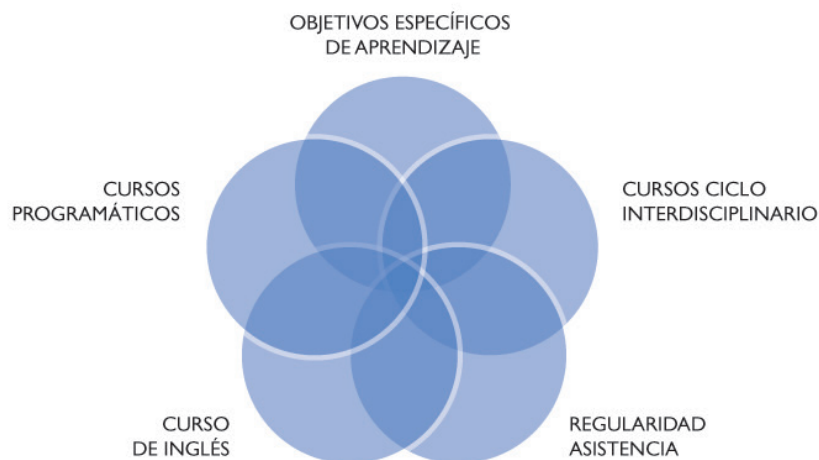 OBJETIVOS ESPECÍFICOS
DE APRENDIZAJE
CURSOS
PROGRAMÁTICOS
CURSOS CICLO
INTERDISCIPLINARIO
CURSO
DE INGLÉS
REGULARIDAD
ASISTENCIA